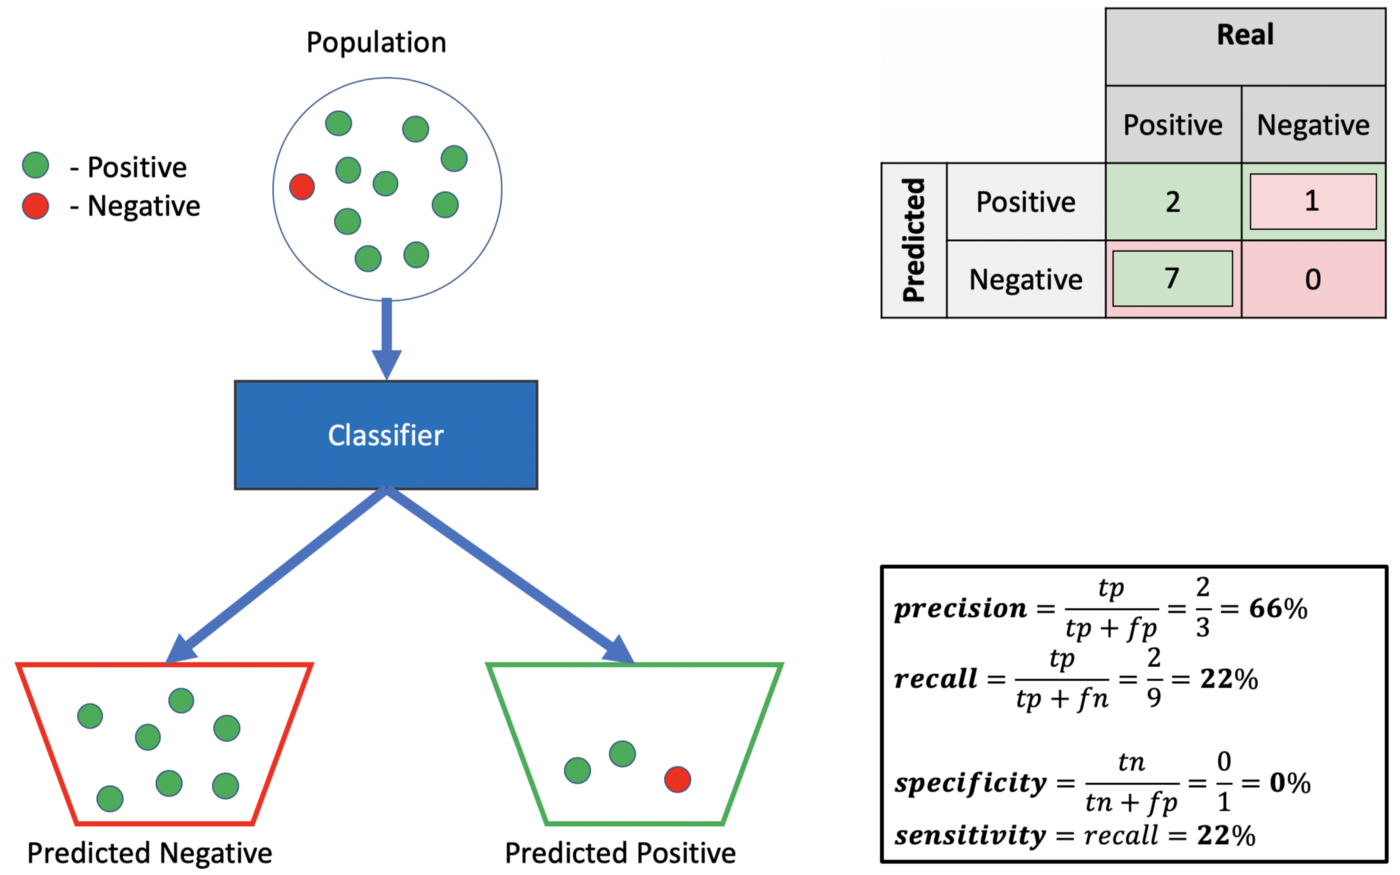 Population
- Positive
- Negative
Classifier
Predicted Negative
Predicted Positive
Real
Positive Negative
Predicted
Positive 2 1
Negative 7 0
precision = tp / (tp + fp) = 2/3 = 66%
recall = tp / (tp + fn) = 2/9 = 22%
specificity = tn / (tn + fp) = 0/1 = 0%
sensitivity = recall = 22%